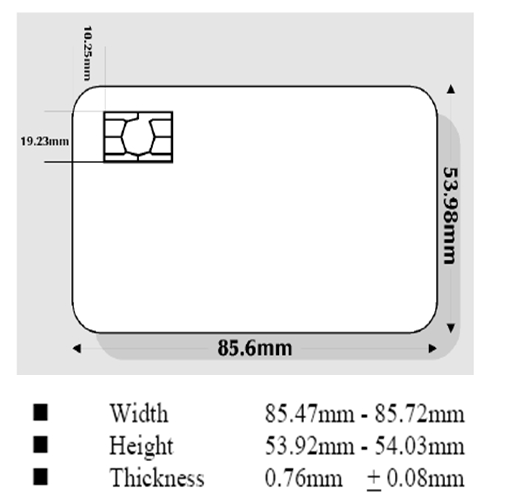 10.25mm
19.23mm
53.98mm
85.6mm
■ Width 85.47mm - 85.72mm
■ Height 53.92mm - 54.03mm
■ Thickness 0.76mm ± 0.08mm